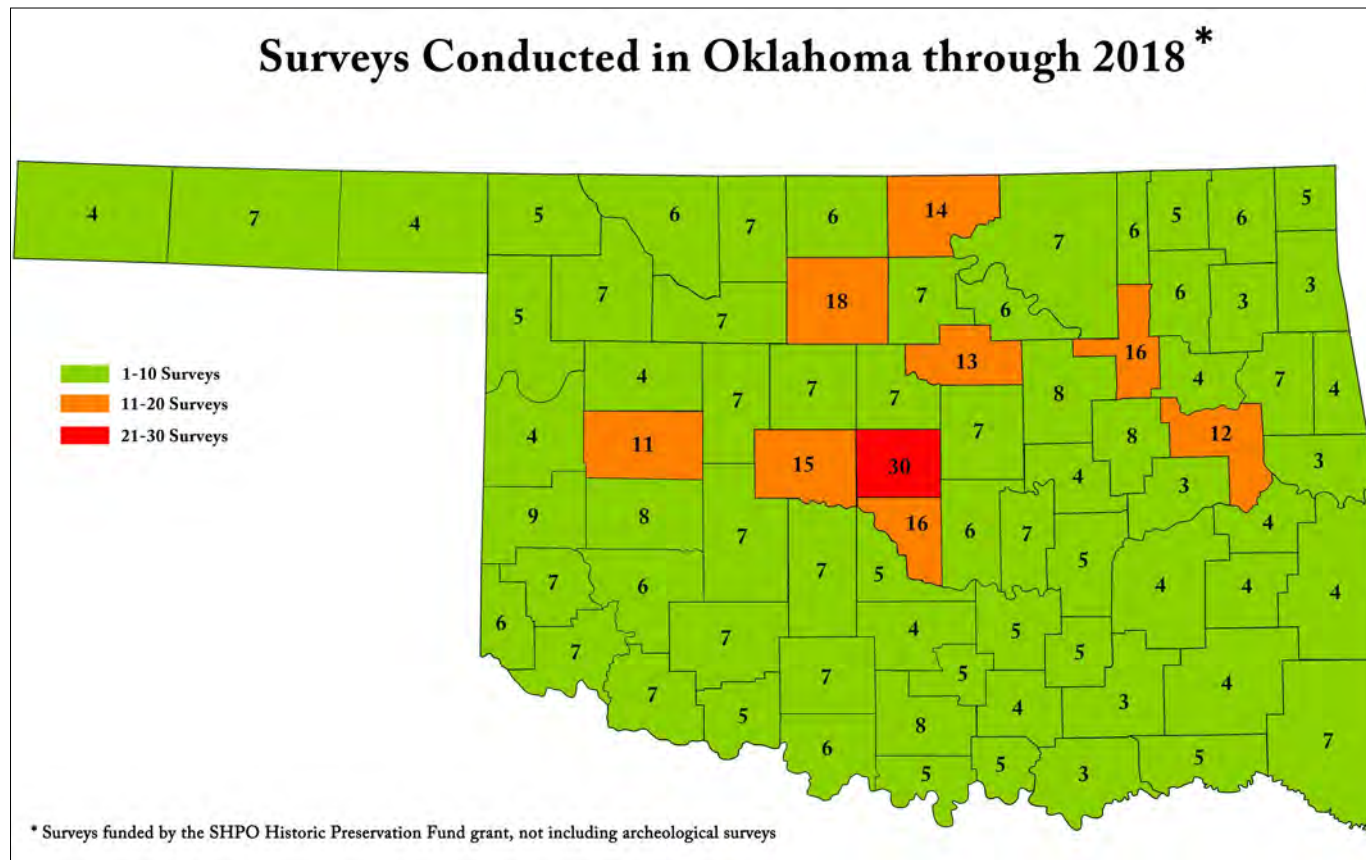 Surveys Conducted in Oklahoma through 2018*
4 7 4 5 6 7 6 14 7 6 5 6 5
5 7 7 18 7 6 6 3 3
13 16
1-10 Surveys
11-20 Surveys
21-30 Surveys
4 7 7 7 8 4 7 4
4 11 15 30 7 8 12 3
9 8 7 16 6 7 4 3 4
7 6 7 5 5 4 4 4
6 7 7 4 5 5
7 7 5 4 3 4
7 5 6 8 5 5 3 5 7
* Surveys funded by the SHPO Historic Preservation Fund grant, not including archeological surveys